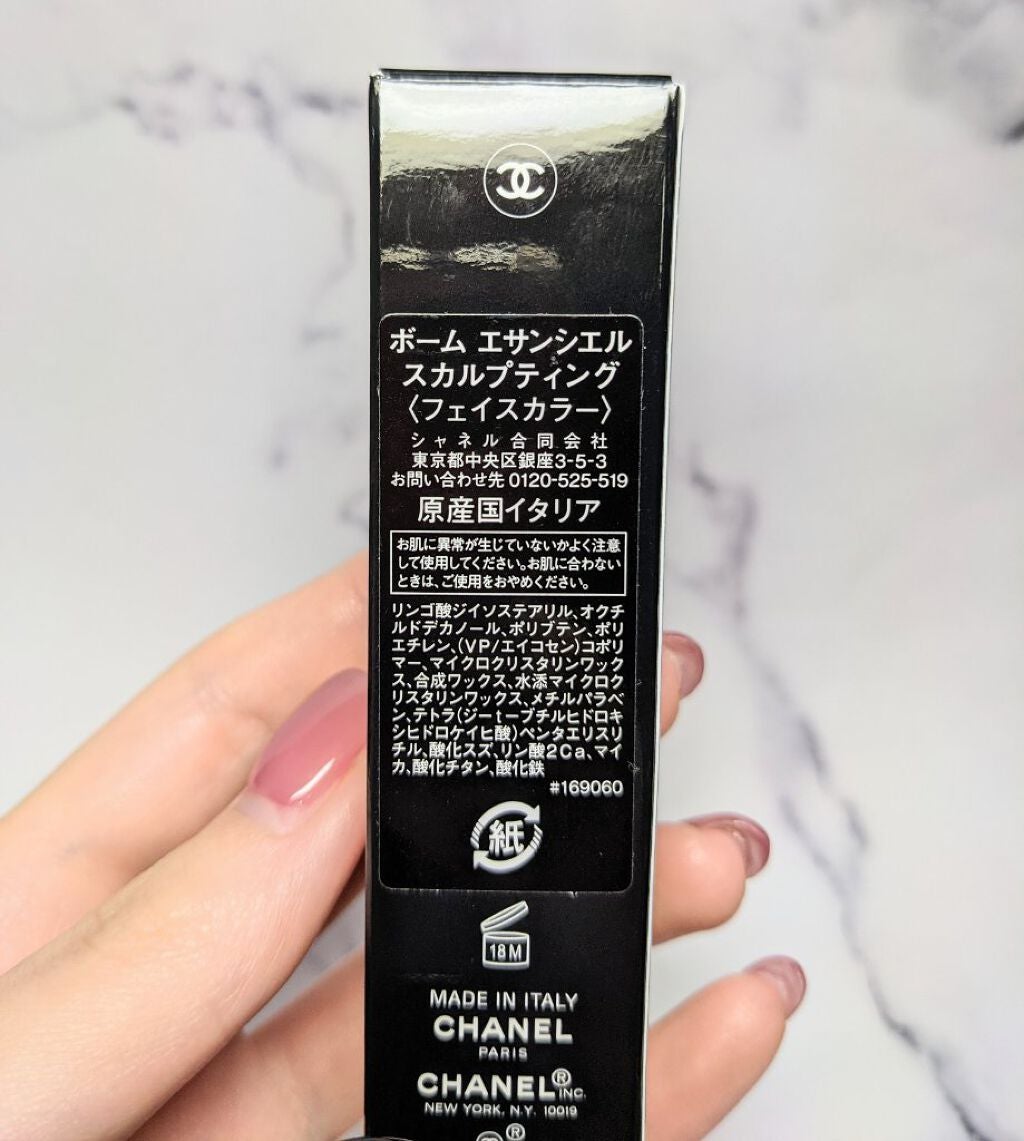 ボーム エサンシエル
スカルプティング
〈フェイスカラー〉
シャネル合同会社
東京都中央区銀座3-5-3
お問い合わせ先 0120-525-519
原産国イタリア
お肌に異常が生じていないかよく注意
して使用してください。お肌に合わない
ときは、ご使用をおやめください。
リンゴ酸ジイソステアリル、オクチ
ルドデカノール、ポリブテン、ポリ
エチレン、(VP/エイコセン)コポリ
マー、マイクロクリスタリンワック
ス、合成ワックス、水添マイクロク
リスタリンワックス、メチルパラベ
ン、テトラ(ジーtーブチルヒドロキ
シヒドロケイヒ酸)ペンタエリスリ
チル、酸化スズ、リン酸2Ca、マイ
カ、酸化チタン、酸化鉄
#169060
紙
18M
MADE IN ITALY
CHANEL
PARIS
CHANEL® INC.
NEW YORK, N.Y. 10019
®